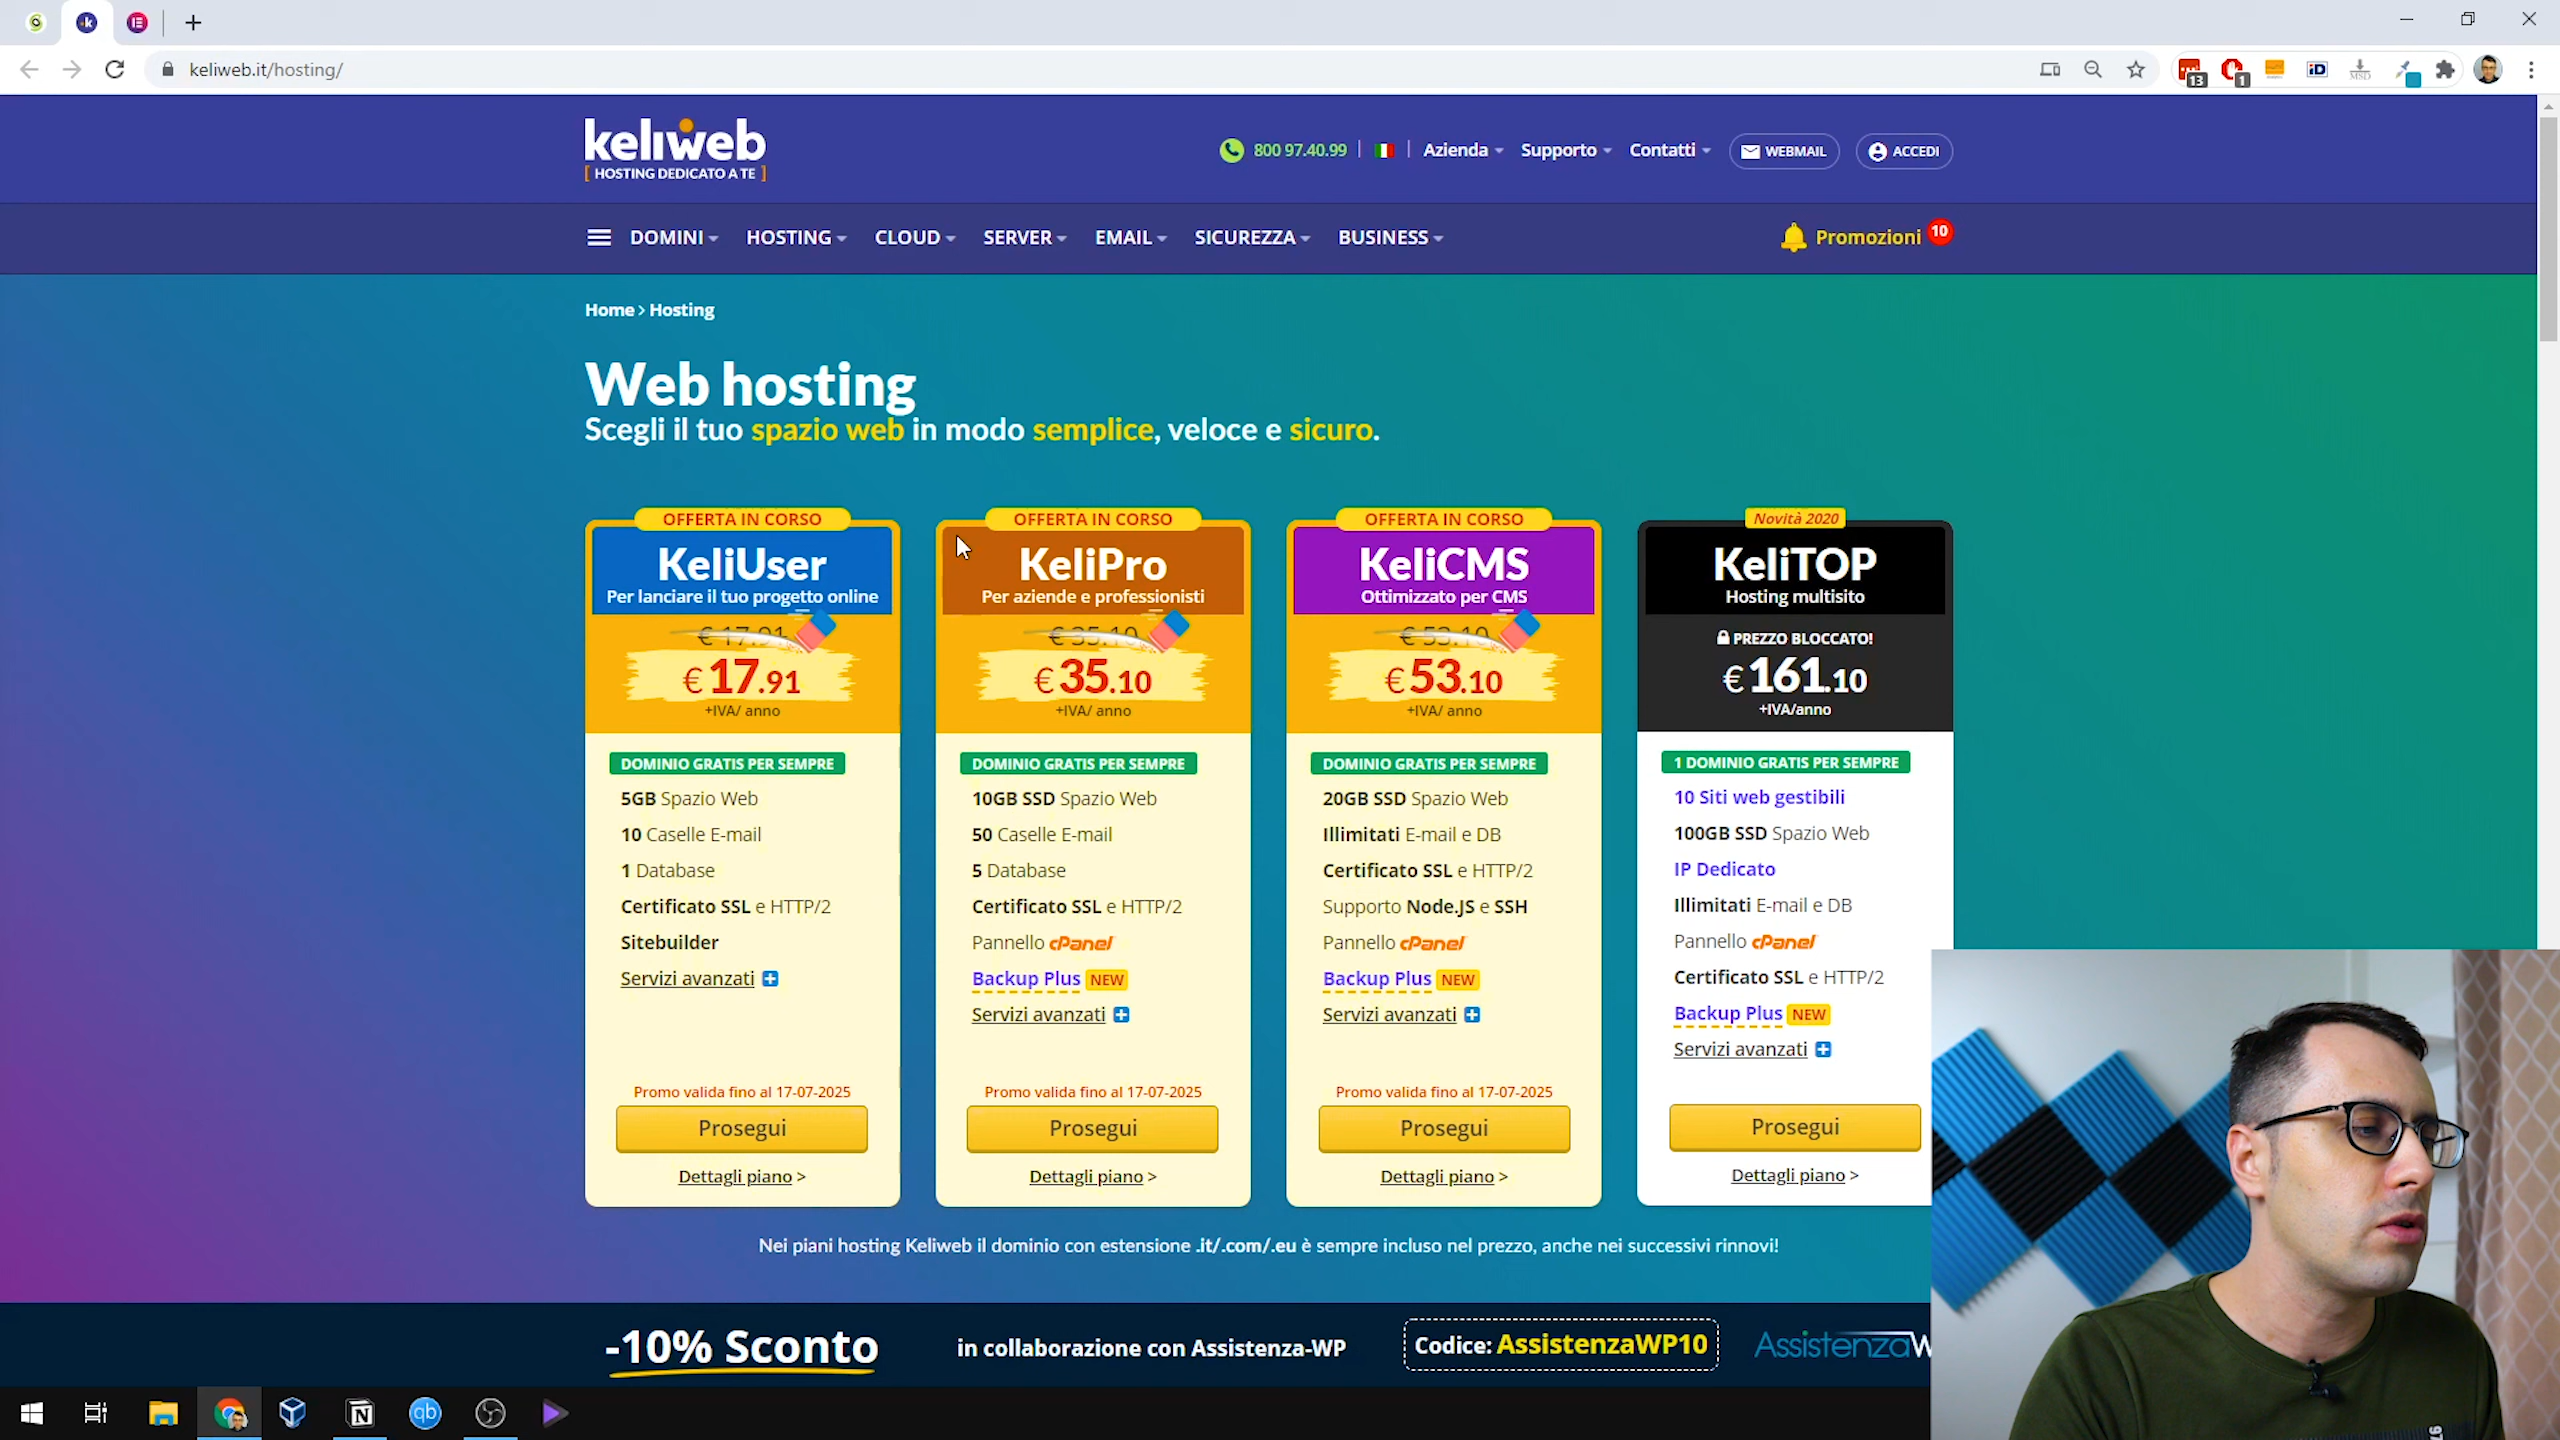 keliweb.it/hosting/
13
1
iD
MSD
keliweb
[ HOSTING DEDICATO A TE ]
800 97.40.99
Azienda
Supporto
Contatti
WEBMAIL
ACCEDI
DOMINI
HOSTING
CLOUD
SERVER
EMAIL
SICUREZZA
BUSINESS
Promozioni 10
Home > Hosting
Web hosting
Scegli il tuo spazio web in modo semplice, veloce e sicuro.
OFFERTA IN CORSO
KeliUser
Per lanciare il tuo progetto online
€ 17.91
€ 17.91
+IVA/ anno
DOMINIO GRATIS PER SEMPRE
5GB Spazio Web
10 Caselle E-mail
1 Database
Certificato SSL e HTTP/2
Sitebuilder
Servizi avanzati
Promo valida fino al 17-07-2025
Prosegui
Dettagli piano >
OFFERTA IN CORSO
KeliPro
Per aziende e professionisti
€ 35.10
€ 35.10
+IVA/ anno
DOMINIO GRATIS PER SEMPRE
10GB SSD Spazio Web
50 Caselle E-mail
5 Database
Certificato SSL e HTTP/2
Pannello cPanel
Backup Plus NEW
Servizi avanzati
Promo valida fino al 17-07-2025
Prosegui
Dettagli piano >
OFFERTA IN CORSO
KeliCMS
Ottimizzato per CMS
€ 53.10
€ 53.10
+IVA/ anno
DOMINIO GRATIS PER SEMPRE
20GB SSD Spazio Web
Illimitati E-mail e DB
Certificato SSL e HTTP/2
Supporto Node.JS e SSH
Pannello cPanel
Backup Plus NEW
Servizi avanzati
Promo valida fino al 17-07-2025
Prosegui
Dettagli piano >
Novità 2020
KeliTOP
Hosting multisito
PREZZO BLOCCATO!
€ 161.10
+IVA/anno
1 DOMINIO GRATIS PER SEMPRE
10 Siti web gestibili
100GB SSD Spazio Web
IP Dedicato
Illimitati E-mail e DB
Pannello cPanel
Certificato SSL e HTTP/2
Backup Plus NEW
Servizi avanzati
Prosegui
Dettagli piano >
Nei piani hosting Keliweb il dominio con estensione .it/.com/.eu è sempre incluso nel prezzo, anche nei successivi rinnovi!
-10% Sconto
in collaborazione con Assistenza-WP
Codice: AssistenzaWP10
AssistenzaW
qb